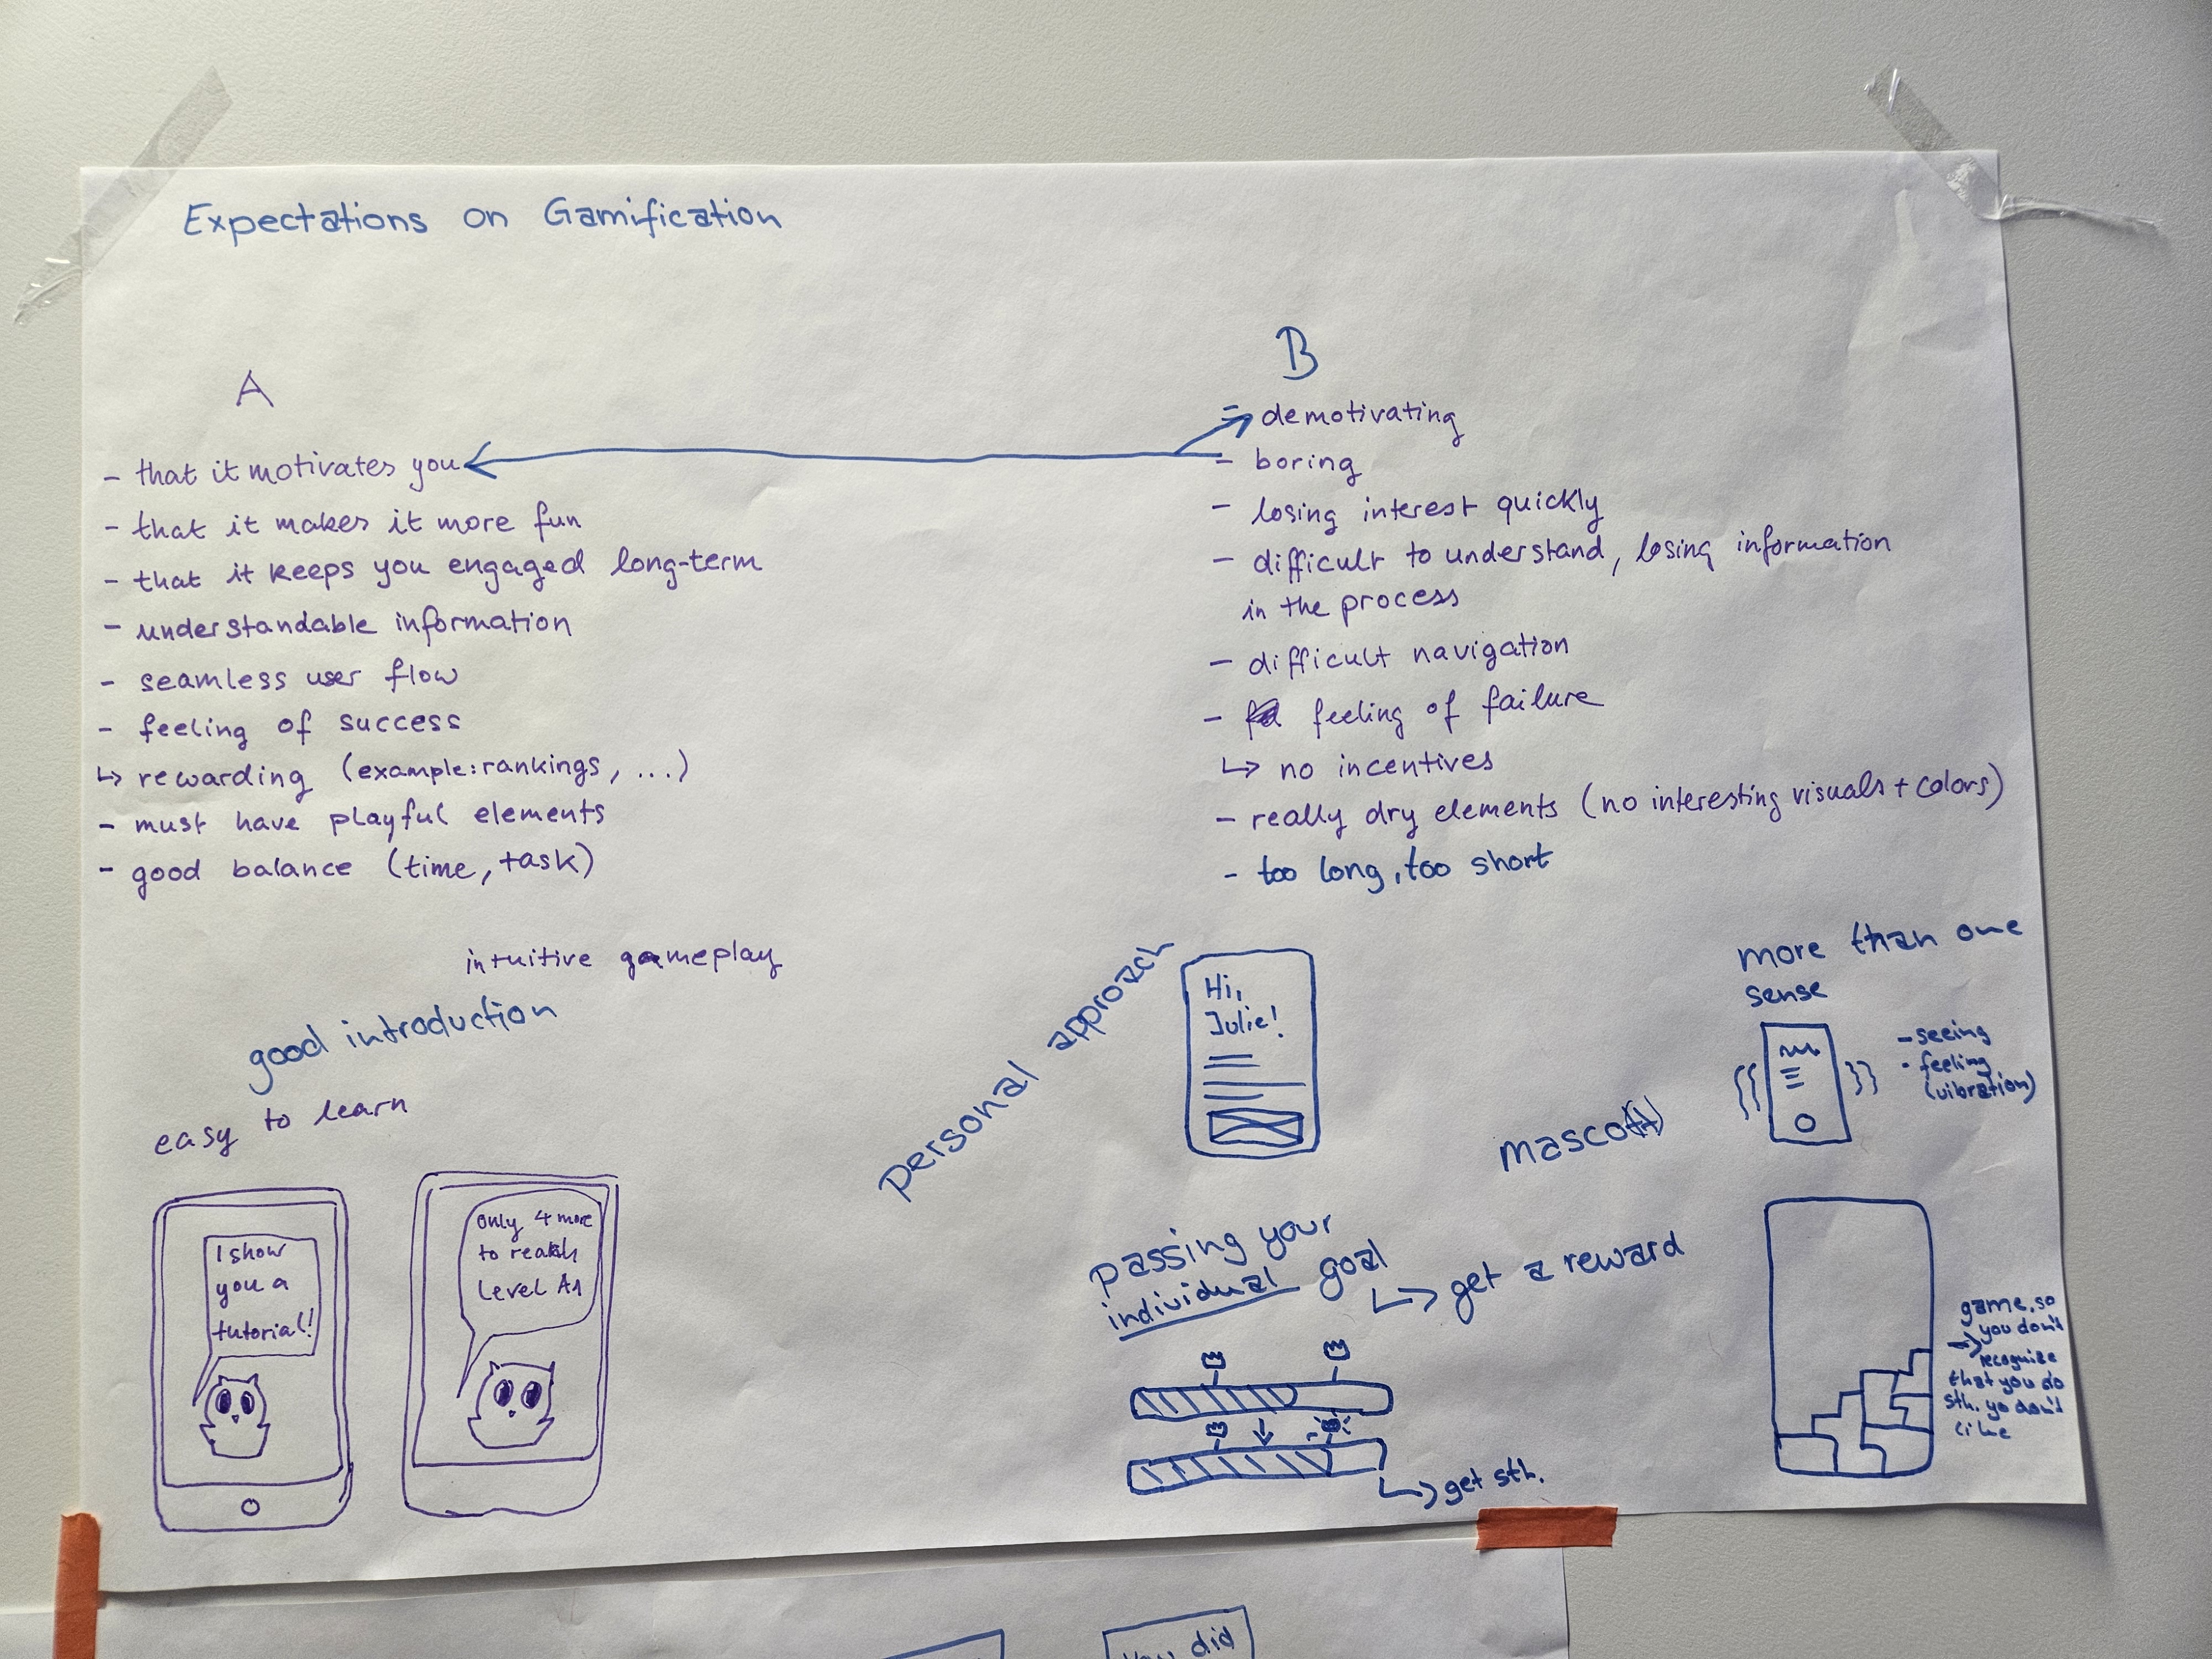 Expectations on Gamification
A
- that it motivates you
- that it makes it more fun
- that it keeps you engaged long-term
- understandable information
- seamless user flow
- feeling of success
↳ rewarding (example: rankings, ...)
- must have playful elements
- good balance (time, task)
B
- demotivating
- boring
- losing interest quickly
- difficult to understand, losing information
in the process
- difficult navigation
- feeling of failure
↳ no incentives
- really dry elements (no interesting visuals + colors)
- too long, too short
intuitive gameplay
good introduction
easy to learn
I show
you a
tutorial!
Only 4 more
to reach
Level A1
personal approach
Hi,
Julie!
more than one
sense
- seeing
- feeling
(vibration)
mascot(t)
passing your
individual goal
↳ get a reward
↳ get sth.
game, so
→ you don't
recognize
that you do
sth. yo don't
like
You did